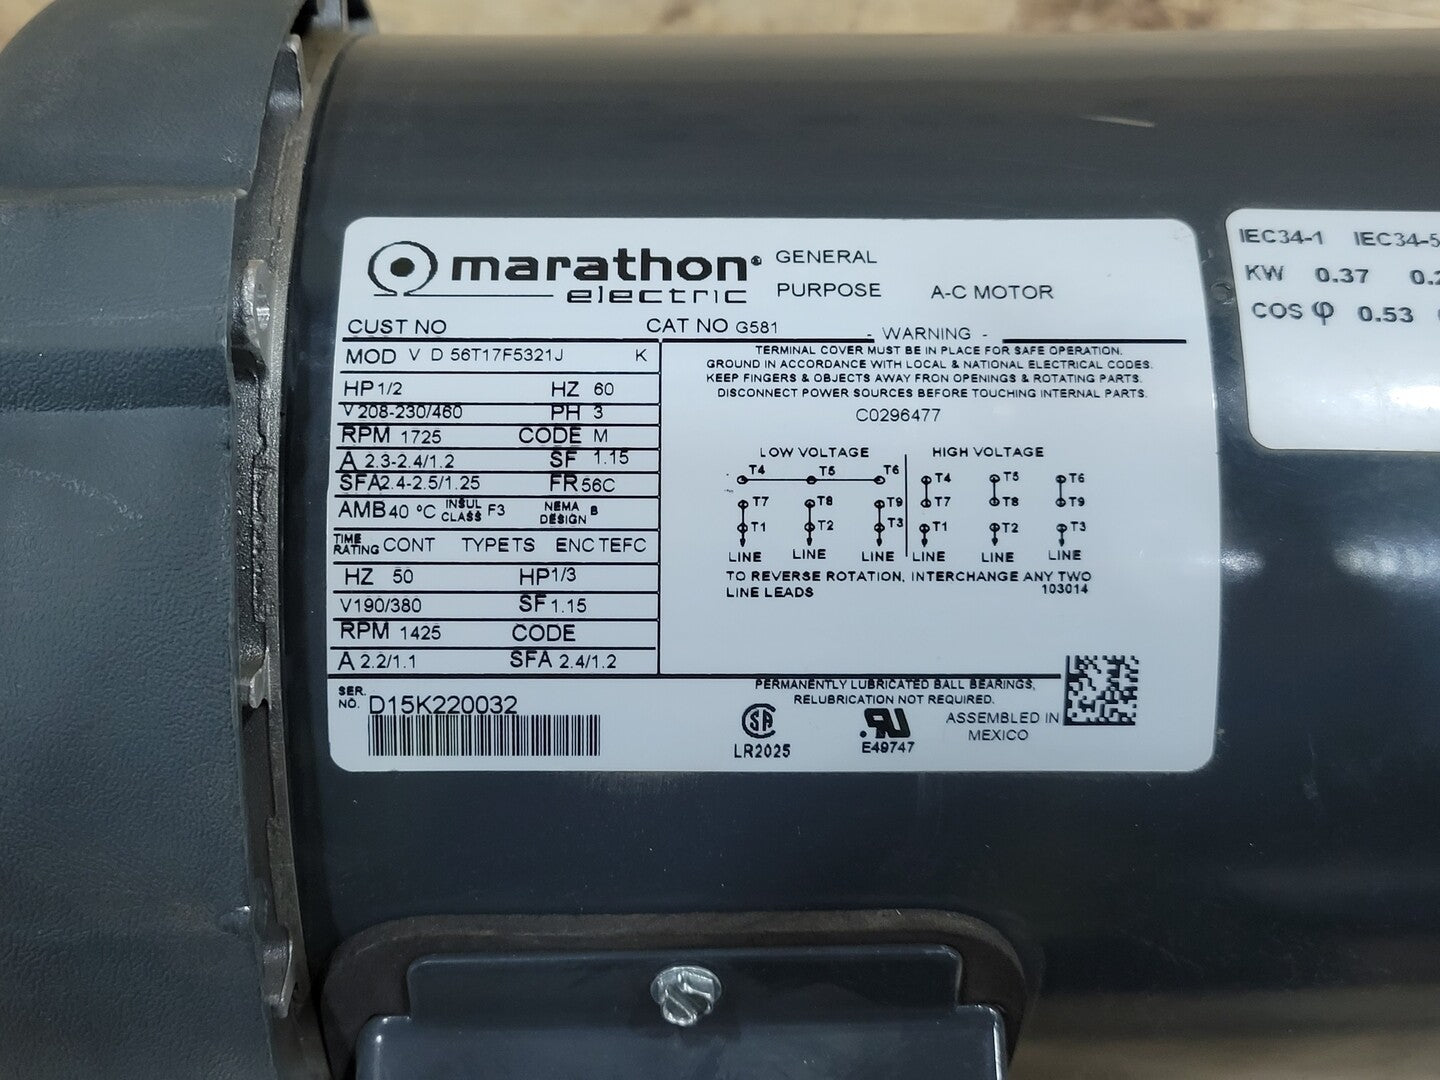 marathon®
electric
GENERAL
PURPOSE
A-C MOTOR
CUST NO
CAT NO G581
MOD V D 56T17F5321J K
HP 1/2 HZ 60
V 208-230/460 PH 3
RPM 1725 CODE M
A 2.3-2.4/1.2 SF 1.15
SFA 2.4-2.5/1.25 FR 56C
AMB 40 °C INSUL CLASS F3 NEMA DESIGN B
TIME RATING CONT TYPE TS ENC TEFC
HZ 50 HP 1/3
V 190/380 SF 1.15
RPM 1425 CODE
A 2.2/1.1 SFA 2.4/1.2
- WARNING -
TERMINAL COVER MUST BE IN PLACE FOR SAFE OPERATION.
GROUND IN ACCORDANCE WITH LOCAL & NATIONAL ELECTRICAL CODES.
KEEP FINGERS & OBJECTS AWAY FRON OPENINGS & ROTATING PARTS.
DISCONNECT POWER SOURCES BEFORE TOUCHING INTERNAL PARTS.
C0296477
LOW VOLTAGE HIGH VOLTAGE
T4 T5 T6 T4 T5 T6
T7 T8 T9 T7 T8 T9
T1 T2 T3 T1 T2 T3
LINE LINE LINE LINE LINE LINE
TO REVERSE ROTATION, INTERCHANGE ANY TWO
LINE LEADS 103014
SER. NO. D15K220032
PERMANENTLY LUBRICATED BALL BEARINGS,
RELUBRICATION NOT REQUIRED.
SA
LR2025
RU
E49747
ASSEMBLED IN
MEXICO
IEC34-1 IEC34-5
KW 0.37
COS φ 0.53